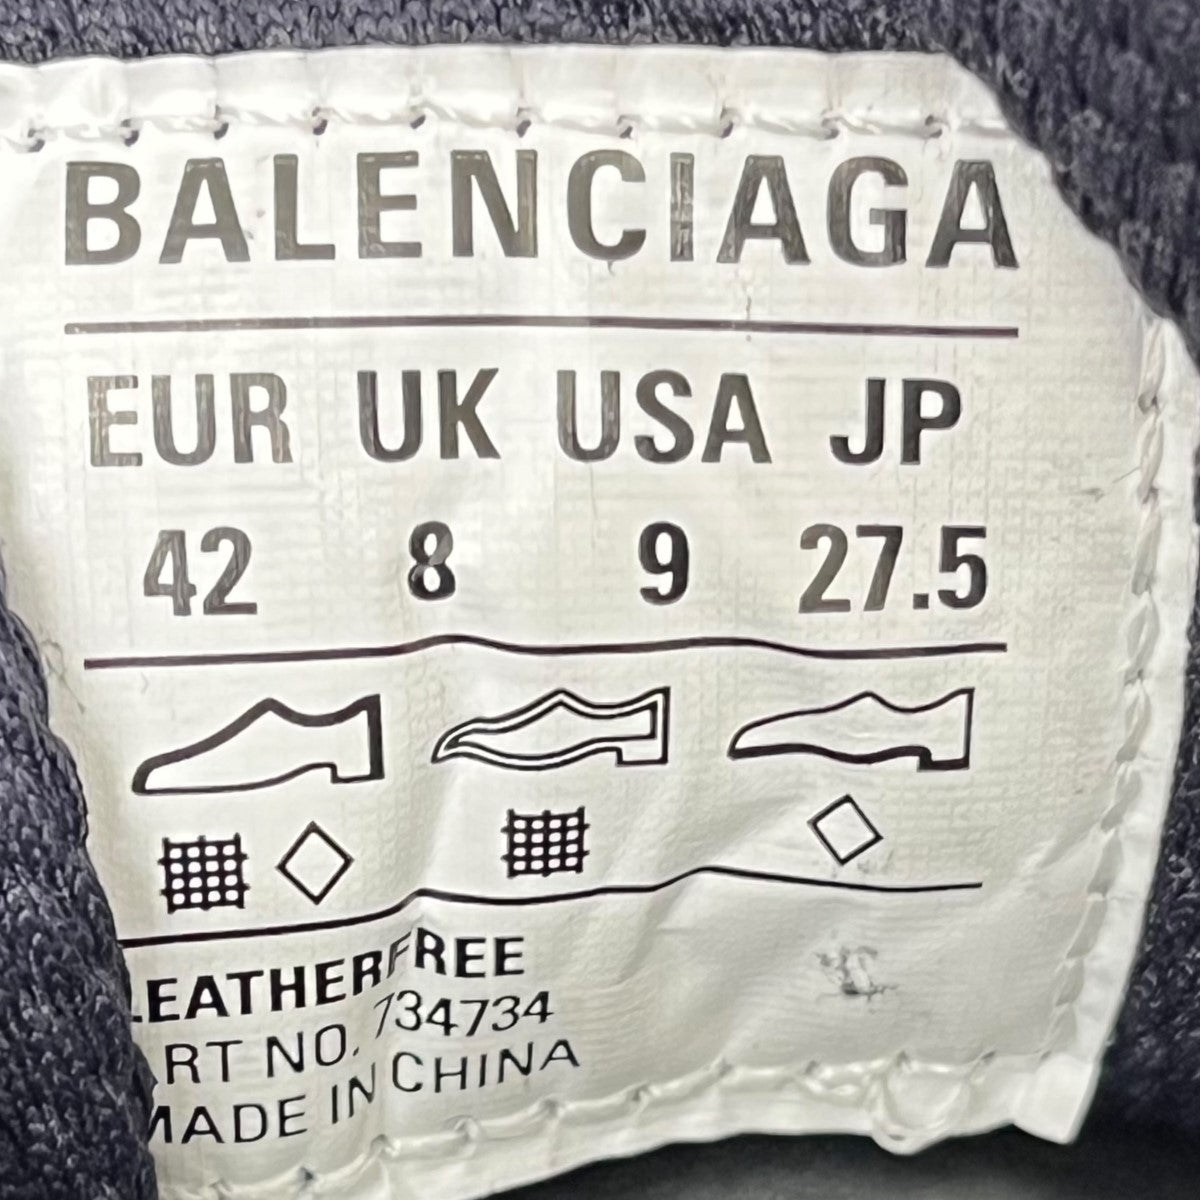 BALENCIAGA
EUR UK USA JP
42 8 9 27.5
LEATHERFREE
ART NO. 734734
MADE IN CHINA